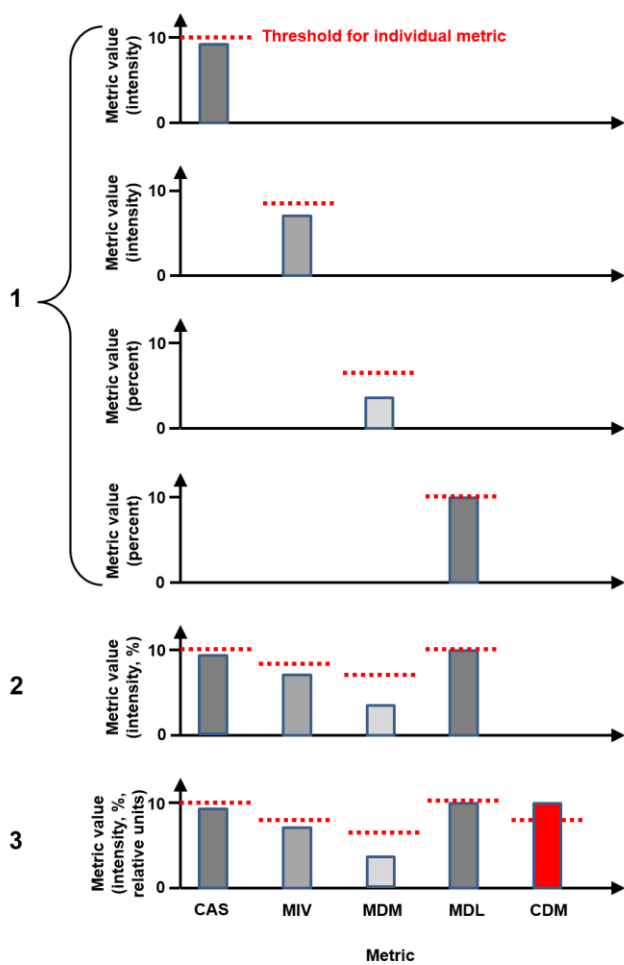 10
Threshold for individual metric
Metric value
(intensity)
0
10
Metric value
(intensity)
0
1
10
Metric value
(percent)
0
10
Metric value
(percent)
0
2
10
Metric value
(intensity, %)
0
3
10
Metric value
(intensity, %,
relative units)
0
CAS MIV MDM MDL CDM
Metric